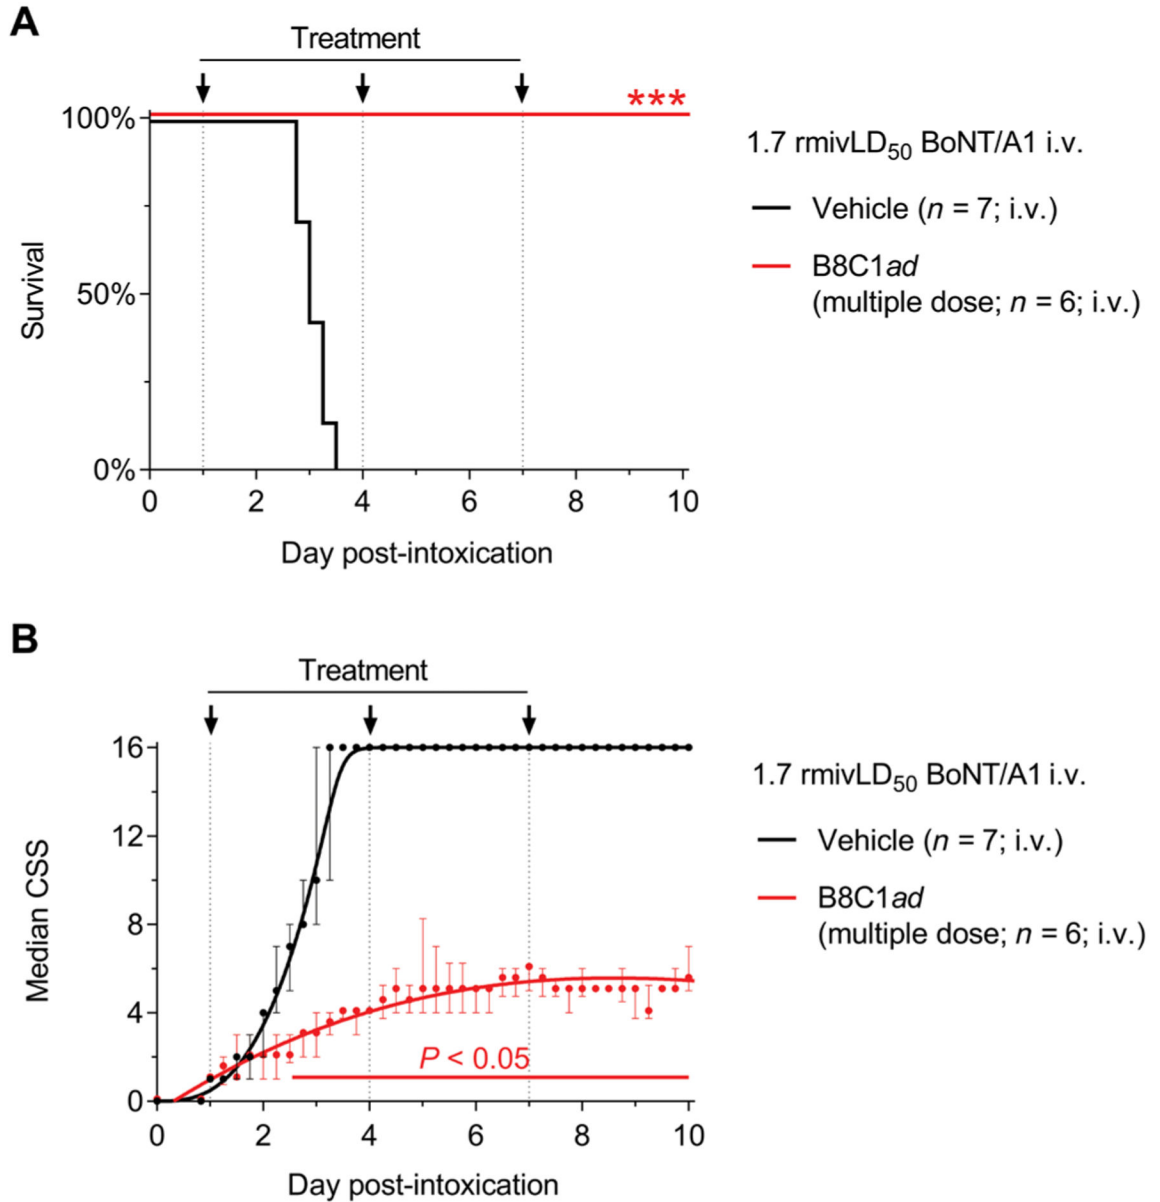 A
Treatment
***
100%
50%
0%
Survival
0 2 4 6 8 10
Day post-intoxication
1.7 rmivLD50 BoNT/A1 i.v.
Vehicle (n = 7; i.v.)
B8C1ad
(multiple dose; n = 6; i.v.)
B
Treatment
16
12
8
4
0
Median CSS
P < 0.05
0 2 4 6 8 10
Day post-intoxication
1.7 rmivLD50 BoNT/A1 i.v.
Vehicle (n = 7; i.v.)
B8C1ad
(multiple dose; n = 6; i.v.)